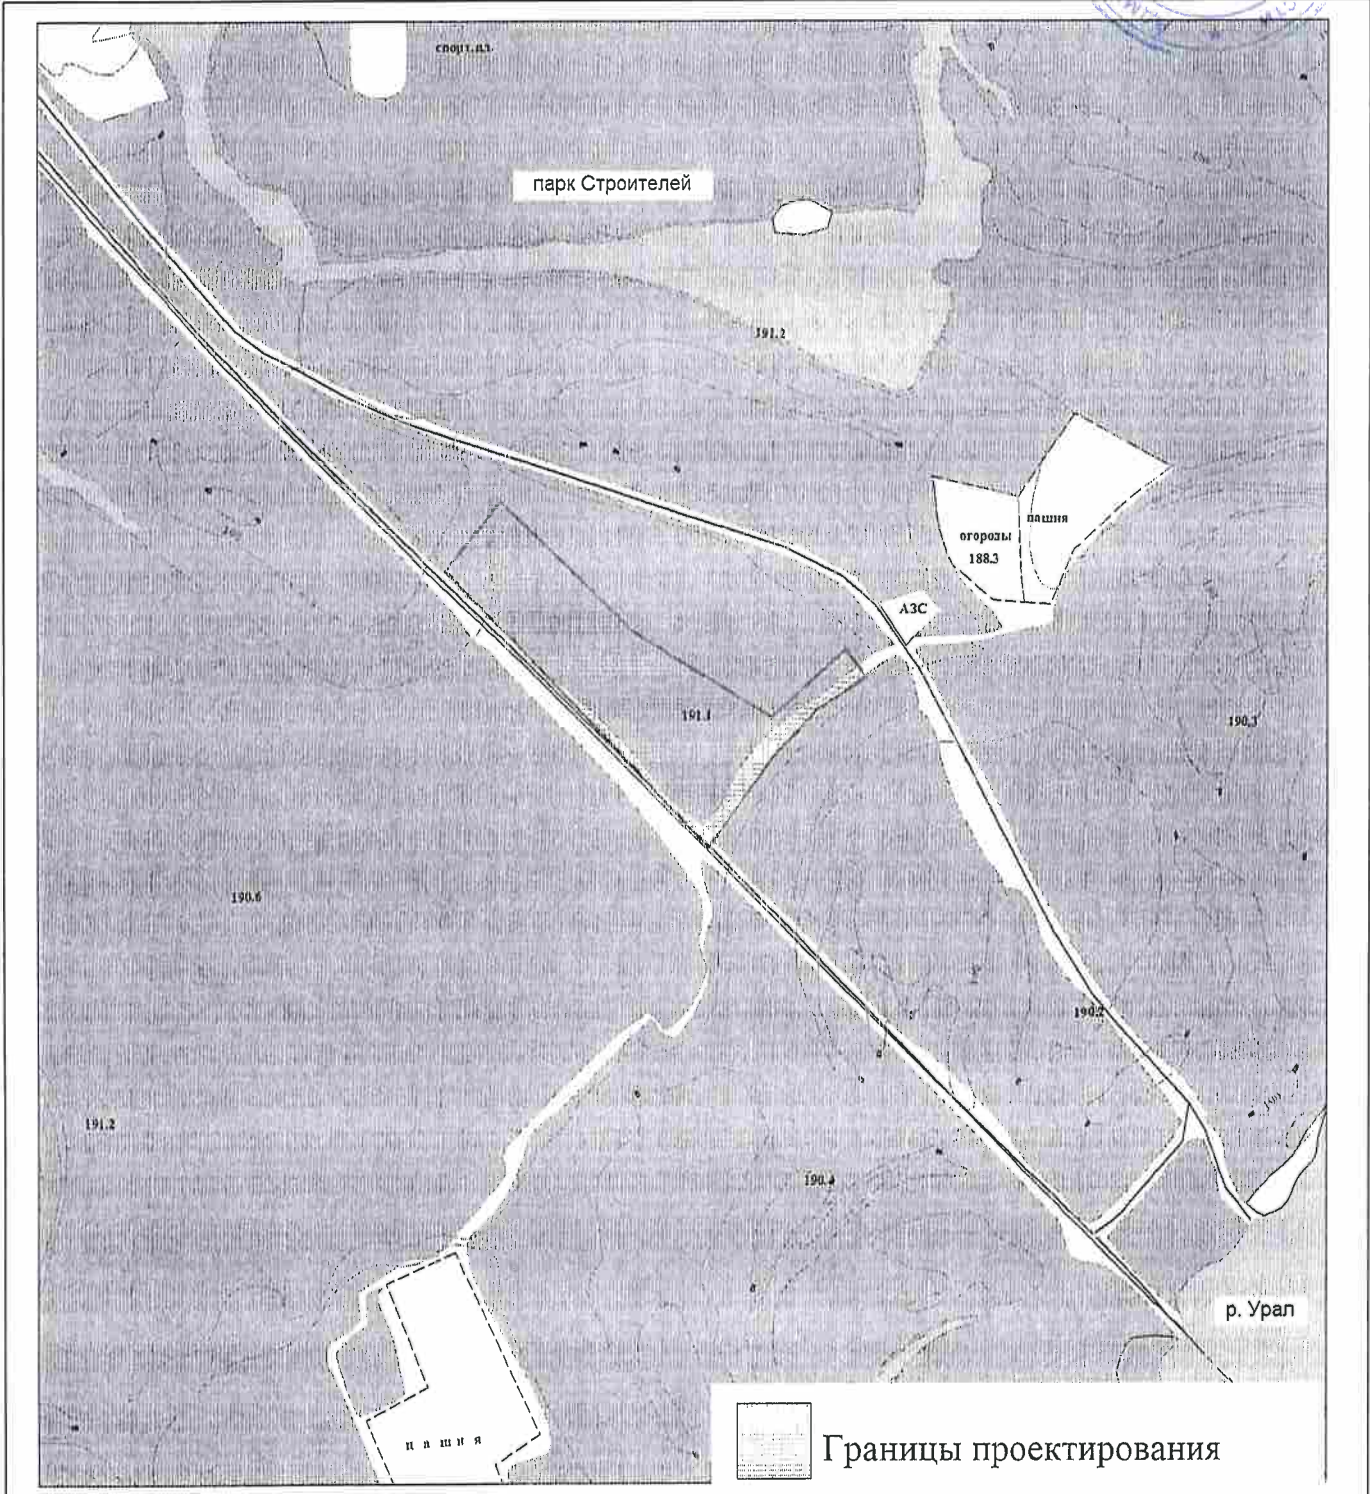 спорт.пл.
парк Строителей
191.2
пашня
огороды
188.3
АЗС
191.1
190.3
190.6
190.2
191.2
190.4
р. Урал
пашня
Границы проектирования